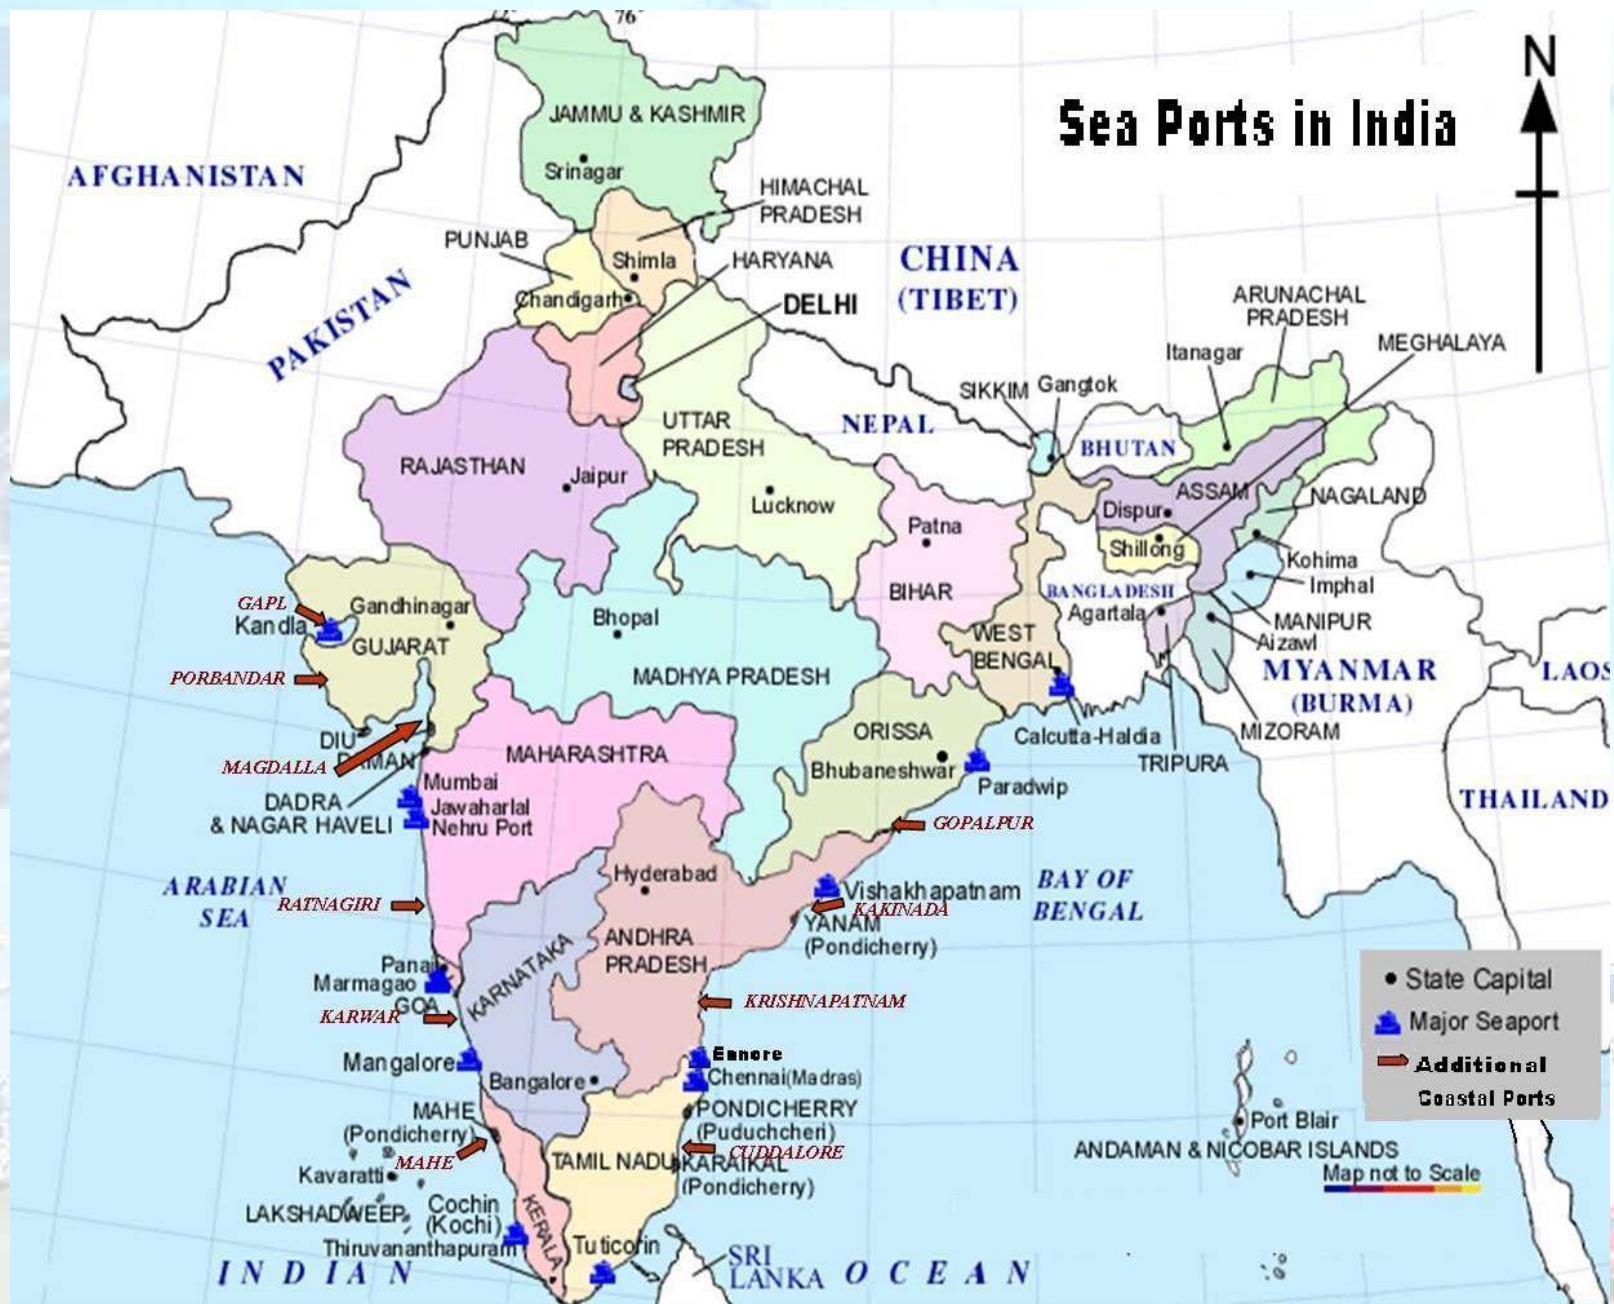 72°
76°
Sea Ports in India
N
JAMMU & KASHMIR
Srinagar
AFGHANISTAN
HIMACHAL
PRADESH
PUNJAB
Shimla
HARYANA
CHINA
(TIBET)
Chandigarh
DELHI
PAKISTAN
ARUNACHAL
PRADESH
MEGHALAYA
Itanagar
SIKKIM
Gangtok
NEPAL
BHUTAN
UTTAR
PRADESH
RAJASTHAN
Jaipur
Lucknow
ASSAM
NAGALAND
Dispur
Patna
Shillong
Kohima
Imphal
BIHAR
BANGLADESH
Agartala
MANIPUR
Aizawl
GAPL
Kandla
Gandhinagar
GUJARAT
Bhopal
WEST
BENGAL
MYANMAR
(BURMA)
LAOS
PORBANDAR
MADHYA PRADESH
MIZORAM
ORISSA
Calcutta-Haldia
TRIPURA
DIU
DAMAN
MAGDALLA
MAHARASHTRA
Bhubaneshwar
Paradwip
Mumbai
DADRA
& NAGAR HAVELI
Jawaharlal
Nehru Port
THAILAND
GOPALPUR
Hyderabad
ARABIAN
SEA
RATNAGIRI
Vishakhapatnam
KAKINADA
YANAM
(Pondicherry)
BAY OF
BENGAL
ANDHRA
PRADESH
KARNATAKA
Panaji
Marmagao
GOA
KARWAR
KRISHNAPATNAM
State Capital
Major Seaport
Additional
Coastal Ports
Mangalore
Bangalore
Ennore
Chennai(Madras)
MAHE
(Pondicherry)
PONDICHERRY
(Puduchcheri)
CUDDALORE
MAHE
TAMIL NADU
KARAIKAL
(Pondicherry)
Port Blair
ANDAMAN & NICOBAR ISLANDS
Map not to Scale
Kavaratti
LAKSHADWEEP
Cochin
(Kochi)
KERALA
Thiruvananthapuram
Tuticorin
SRI
LANKA
INDIAN OCEAN